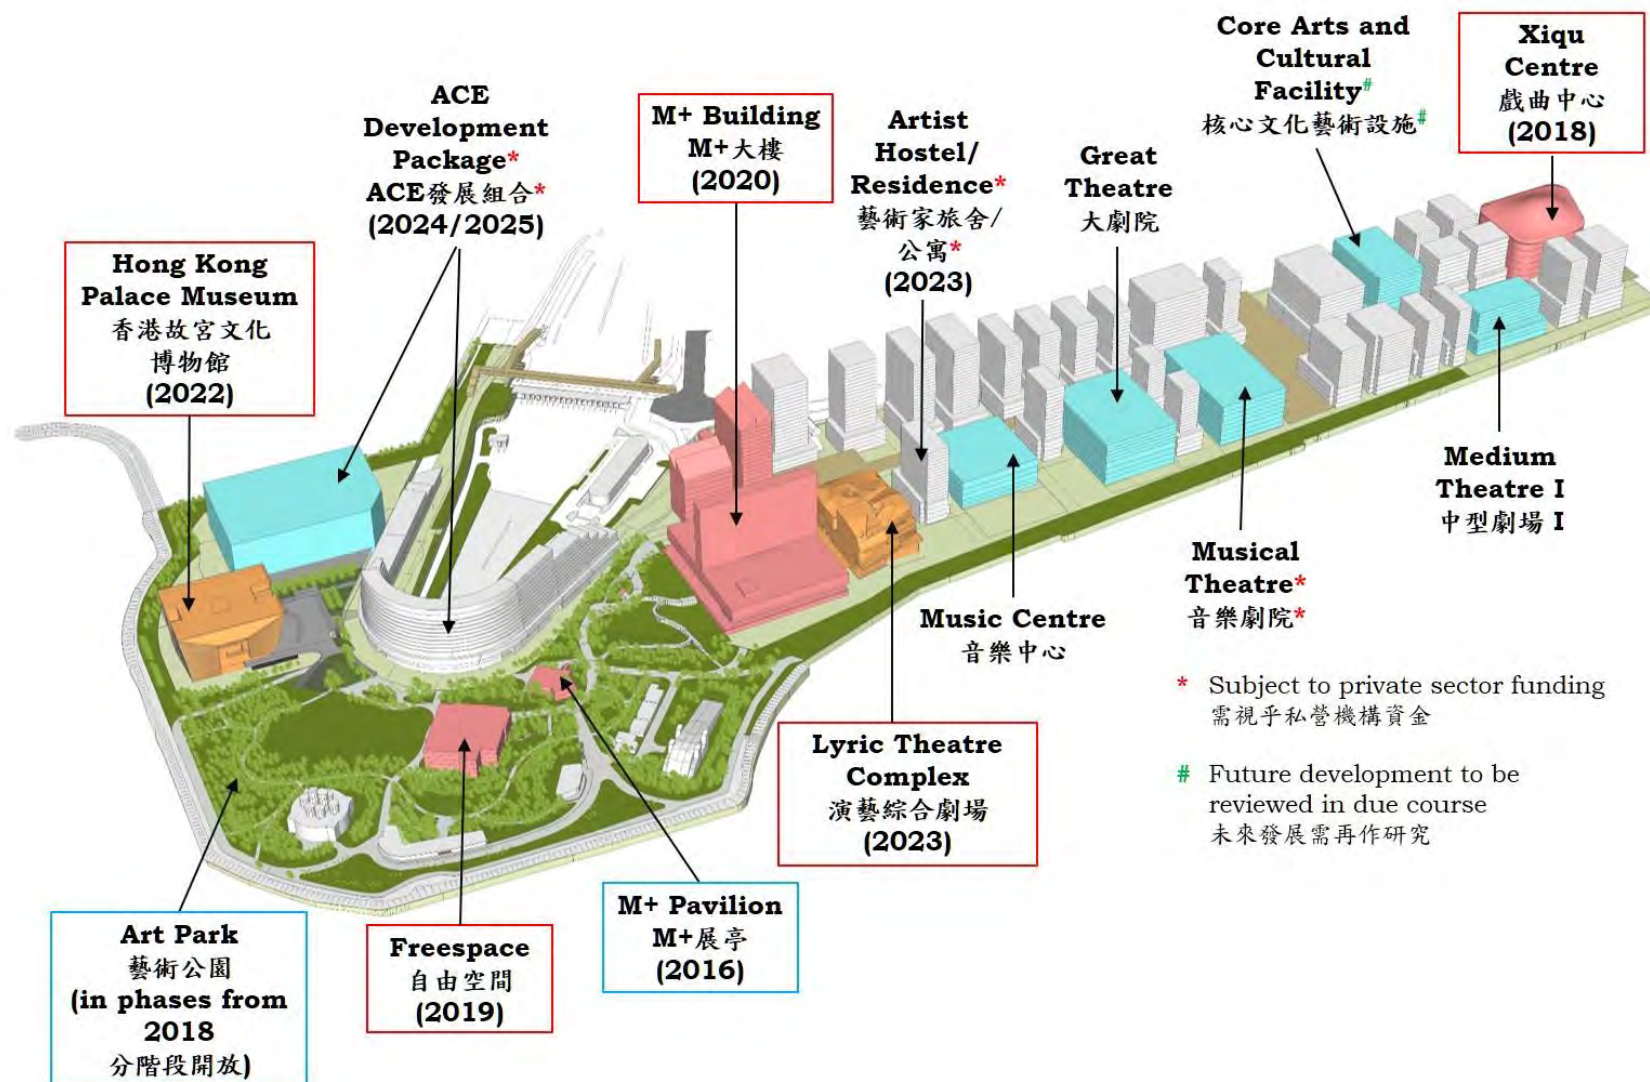 Core Arts and
Cultural
Facility#
核心文化藝術設施#
Xiqu
Centre
戲曲中心
(2018)
ACE
Development
Package*
ACE發展組合*
(2024/2025)
M+ Building
M+大樓
(2020)
Artist
Hostel/
Residence*
藝術家旅舍/
公寓*
(2023)
Great
Theatre
大劇院
Hong Kong
Palace Museum
香港故宮文化
博物館
(2022)
Medium
Theatre I
中型劇場 I
Musical
Theatre*
音樂劇院*
Music Centre
音樂中心
* Subject to private sector funding
需視乎私營機構資金
# Future development to be
reviewed in due course
未來發展需再作研究
Lyric Theatre
Complex
演藝綜合劇場
(2023)
M+ Pavilion
M+展亭
(2016)
Freespace
自由空間
(2019)
Art Park
藝術公園
(in phases from
2018
分階段開放)